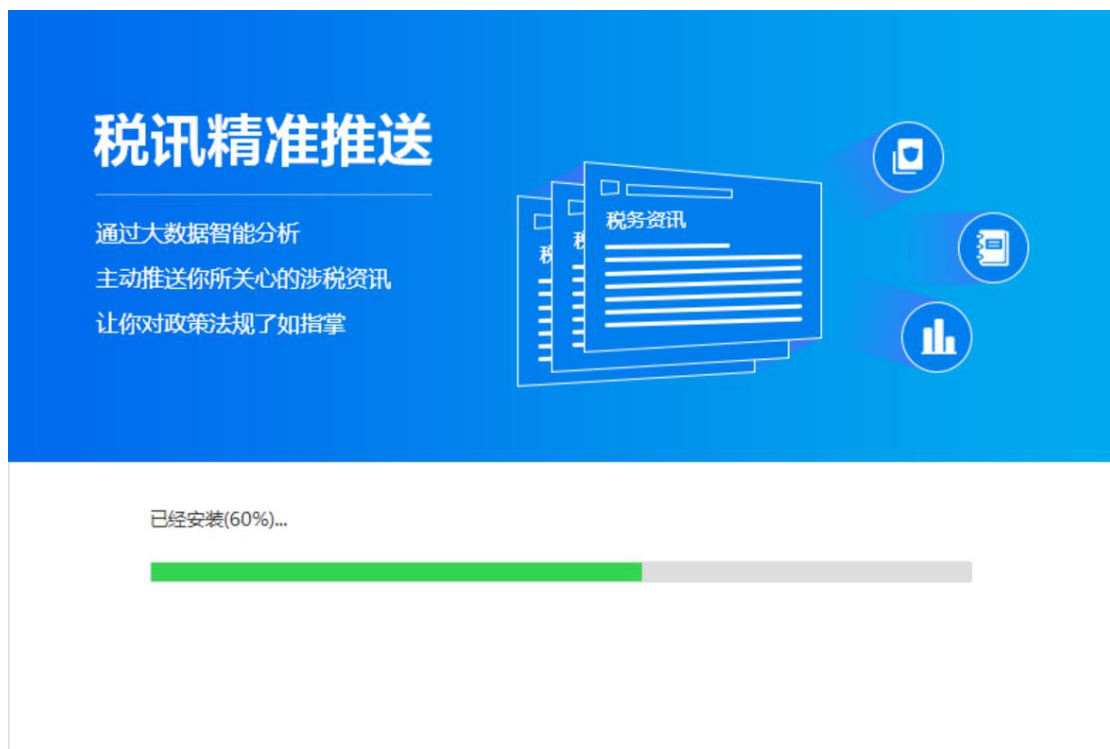 税讯精准推送
通过大数据智能分析
主动推送你所关心的涉税资讯
让你对政策法规了如指掌
税
税
税务资讯
已经安装(60%)...